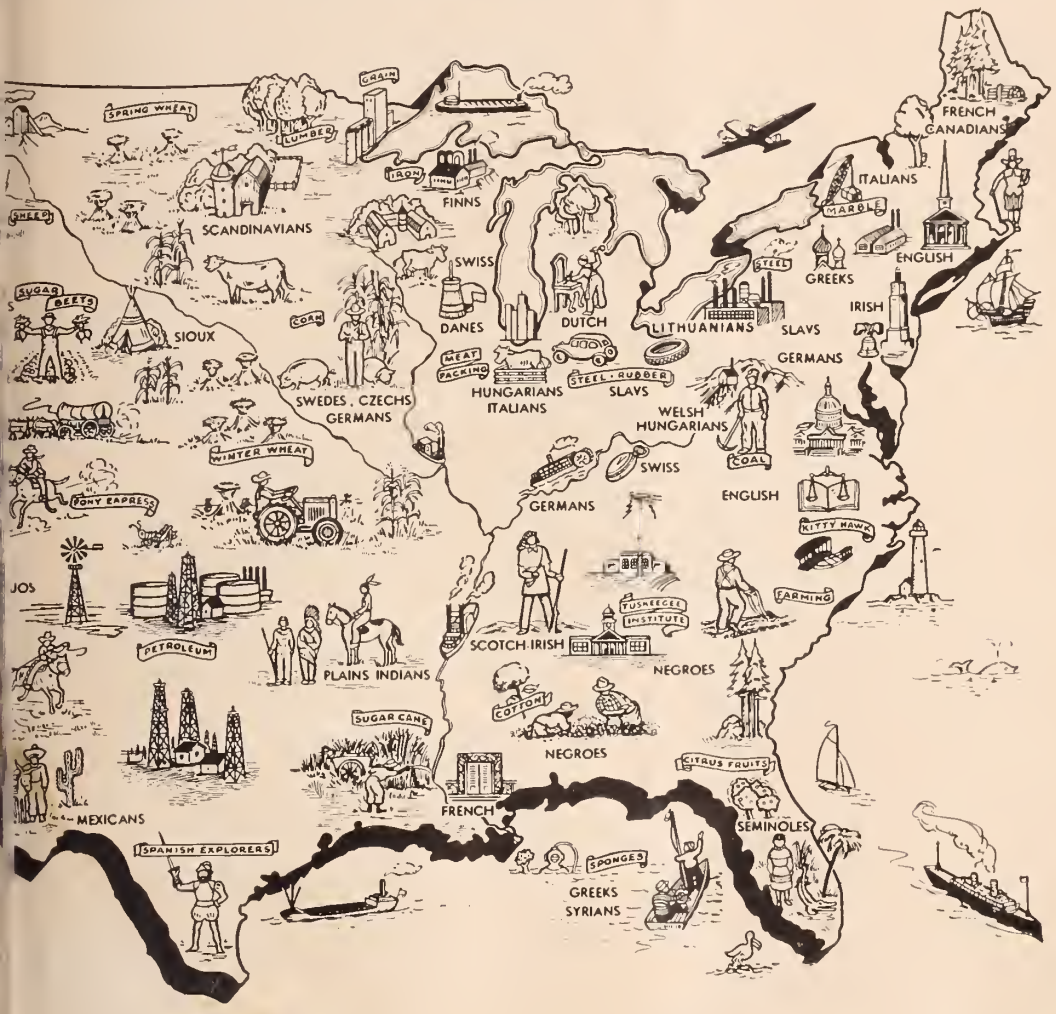 GRAIN
SPRING WHEAT
LUMBER
FRENCH
CANADIANS
IRON
FINNS
ITALIANS
MARBLE
SHEEP
SCANDINAVIANS
ENGLISH
SWISS
STEEL
GREEKS
SUGAR
BEETS
S
SIOUX
CORN
DANES
DUTCH
LITHUANIANS
SLAVS
IRISH
MEAT
PACKING
STEEL-RUBBER
SLAVS
GERMANS
SWEDES, CZECHS
GERMANS
HUNGARIANS
ITALIANS
WELSH
HUNGARIANS
WINTER WHEAT
SWISS
COAL
PONY EXPRESS
GERMANS
ENGLISH
KITTY HAWK
JOS
FARMING
TUSKEEGEE
INSTITUTE
PETROLEUM
SCOTCH-IRISH
PLAINS INDIANS
NEGROES
COTTON
SUGAR CANE
NEGROES
CITRUS FRUITS
MEXICANS
FRENCH
SEMINOLES
SPANISH EXPLORERS
SPONGES
GREEKS
SYRIANS